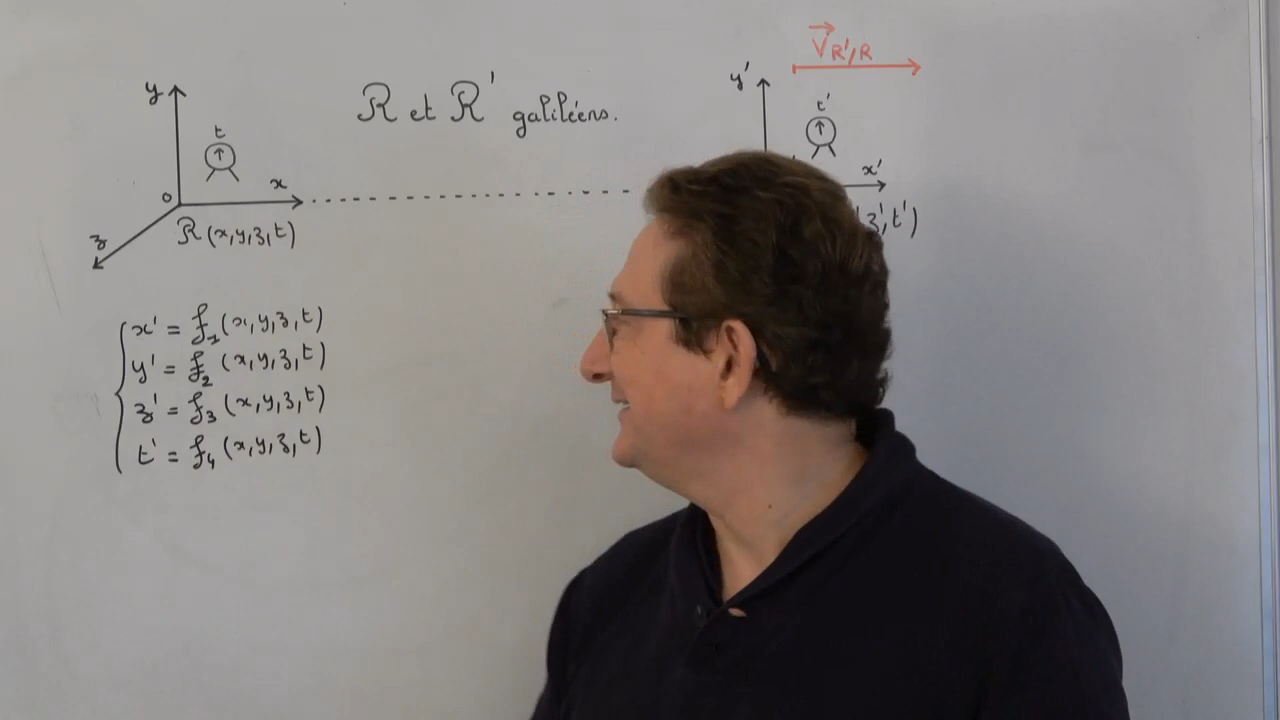 y
t
o
x
z
R (x,y,z,t)
R et R' galiléens.
V R'/R
y'
t'
x'
z',t')
x' = f1 (x,y,z,t)
y' = f2 (x,y,z,t)
z' = f3 (x,y,z,t)
t' = f4 (x,y,z,t)